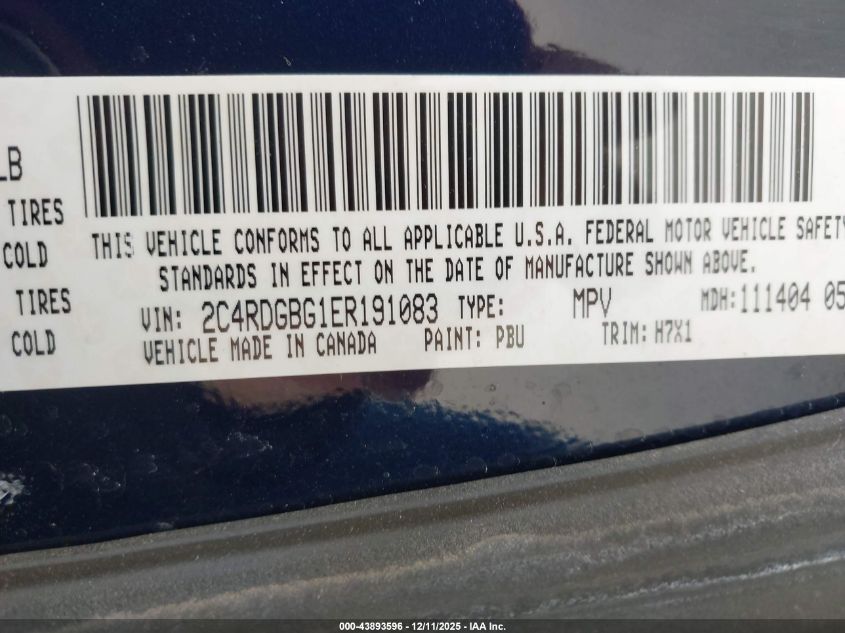 LB
TIRES
COLD
TIRES
COLD
THIS VEHICLE CONFORMS TO ALL APPLICABLE U.S.A. FEDERAL MOTOR VEHICLE SAFETY
STANDARDS IN EFFECT ON THE DATE OF MANUFACTURE SHOWN ABOVE.
VIN: 2C4RDGBG1ER191083 TYPE: MPV MDH:111404 05
VEHICLE MADE IN CANADA PAINT: PBU TRIM: H7X1
000-43893596 - 12/11/2025 - IAA Inc.